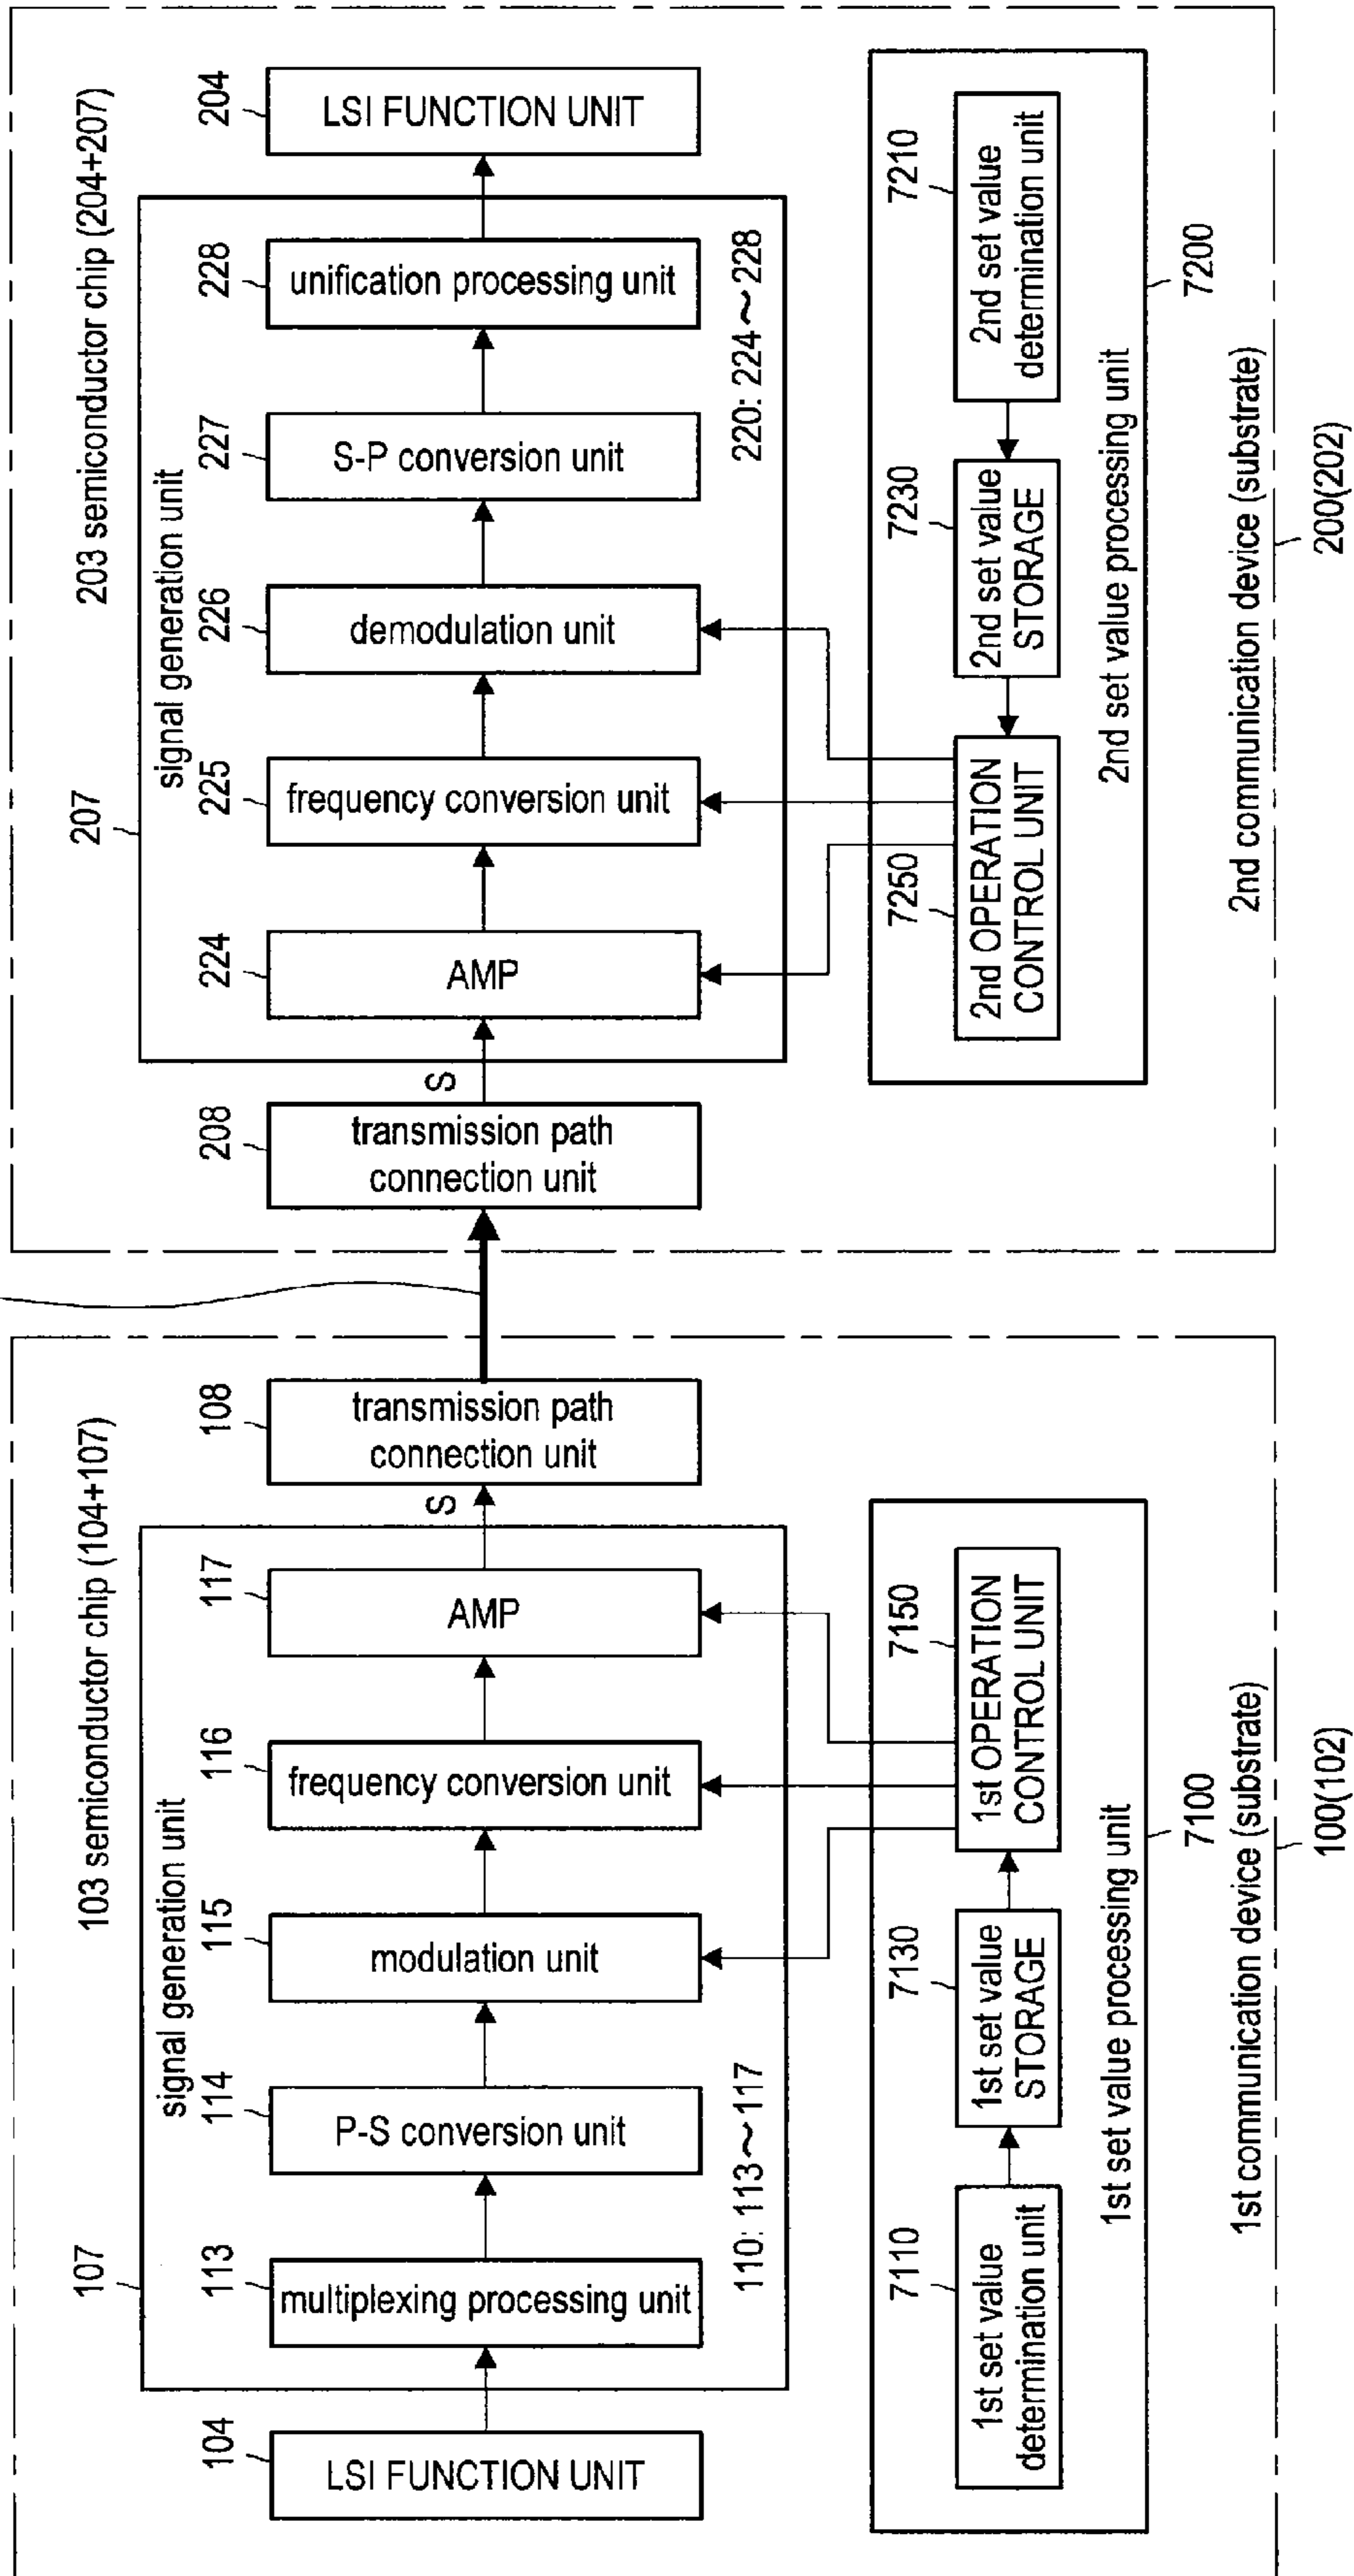 103 semiconductor chip (104+107)
107
signal generation unit
104
LSI FUNCTION UNIT
113
multiplexing processing unit
114
P-S conversion unit
115
modulation unit
116
frequency conversion unit
117
AMP
110: 113~117
S
108
transmission path
connection unit
7110
1st set value
determination unit
7130
1st set value
STORAGE
7150
1st OPERATION
CONTROL UNIT
1st set value processing unit
7100
1st communication device (substrate)
100(102)
203 semiconductor chip (204+207)
207
signal generation unit
208
transmission path
connection unit
S
224
AMP
225
frequency conversion unit
226
demodulation unit
227
S-P conversion unit
228
unification processing unit
220: 224~228
204
LSI FUNCTION UNIT
7250
2nd OPERATION
CONTROL UNIT
7230
2nd set value
STORAGE
7210
2nd set value
determination unit
2nd set value processing unit
7200
2nd communication device (substrate)
200(202)